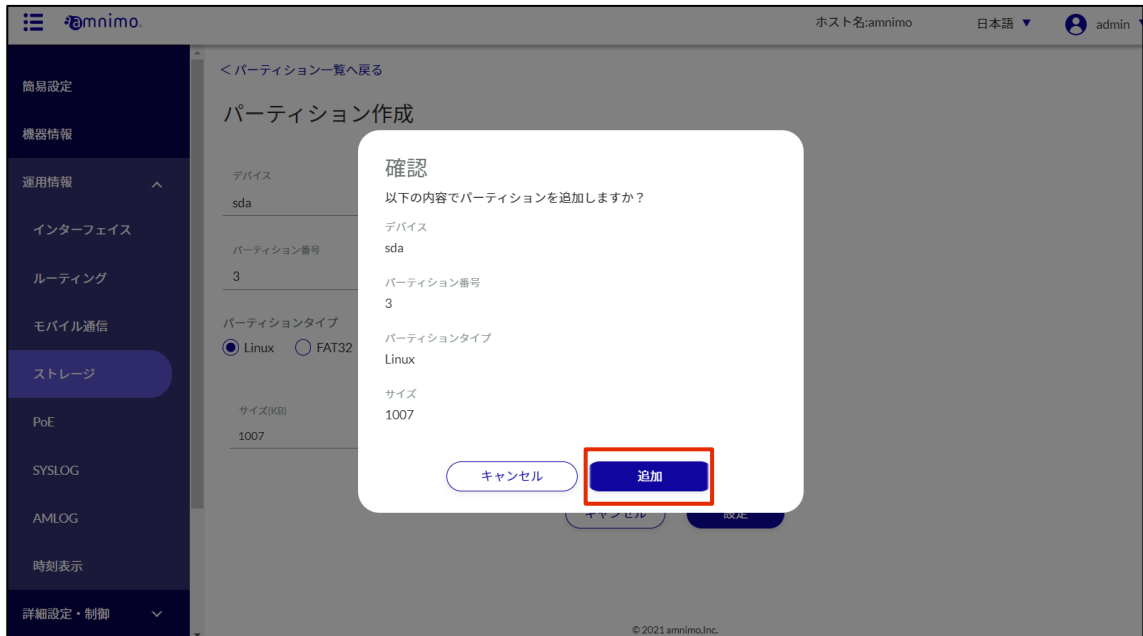 amnimo.
ホスト名:amnimo
日本語 ▼
admin
簡易設定
機器情報
運用情報
インターフェイス
ルーティング
モバイル通信
ストレージ
PoE
SYSLOG
AMLOG
時刻表示
詳細設定・制御
＜パーティション一覧へ戻る
パーティション作成
デバイス
sda
パーティション番号
3
パーティションタイプ
Linux FAT32
サイズ(KB)
1007
キャンセル 設定
確認
以下の内容でパーティションを追加しますか？
デバイス
sda
パーティション番号
3
パーティションタイプ
Linux
サイズ
1007
キャンセル 追加
© 2021 amnimo,Inc.